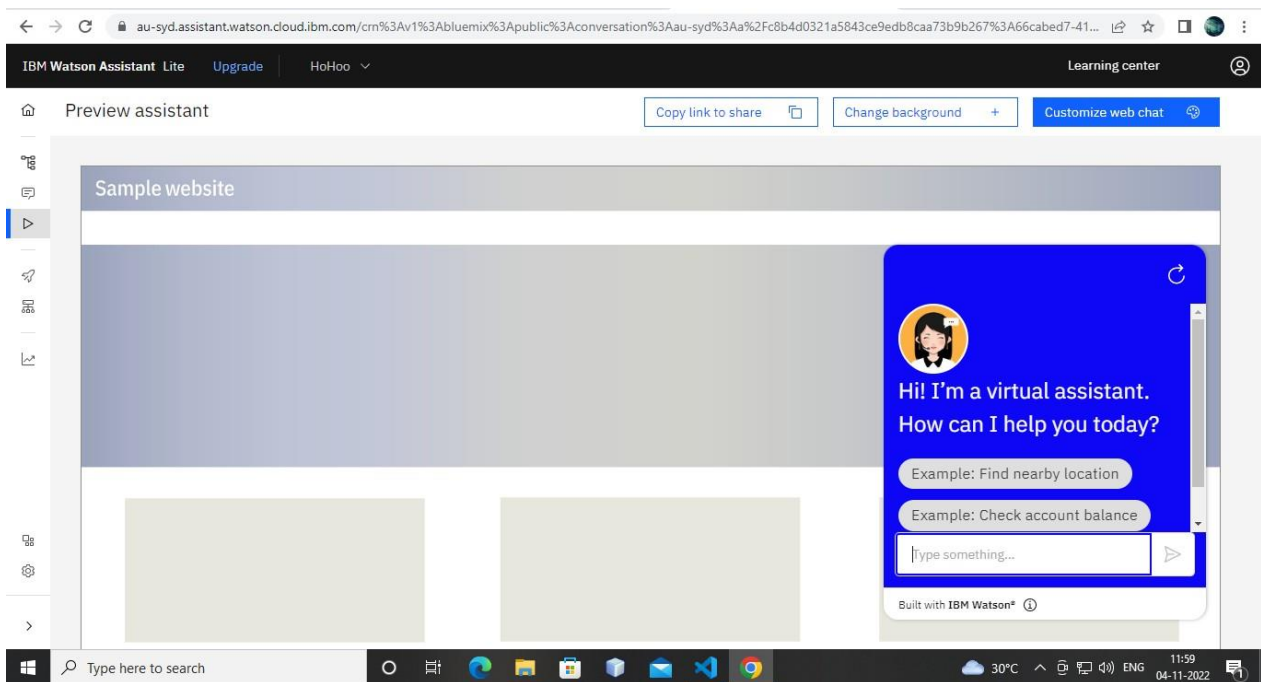 au-syd.assistant.watson.cloud.ibm.com/crn%3Av1%3Abluemix%3Apublic%3Aconversation%3Aau-syd%3Aa%2Fc8b4d0321a5843ce9edb8caa73b9b267%3A66cabed7-41...
IBM Watson Assistant Lite Upgrade HoHoo Learning center
Preview assistant Copy link to share Change background + Customize web chat
Sample website
Hi! I'm a virtual assistant.
How can I help you today?
Example: Find nearby location
Example: Check account balance
Type something...
Built with IBM Watson®
Type here to search 30°C ENG 11:59
04-11-2022
1